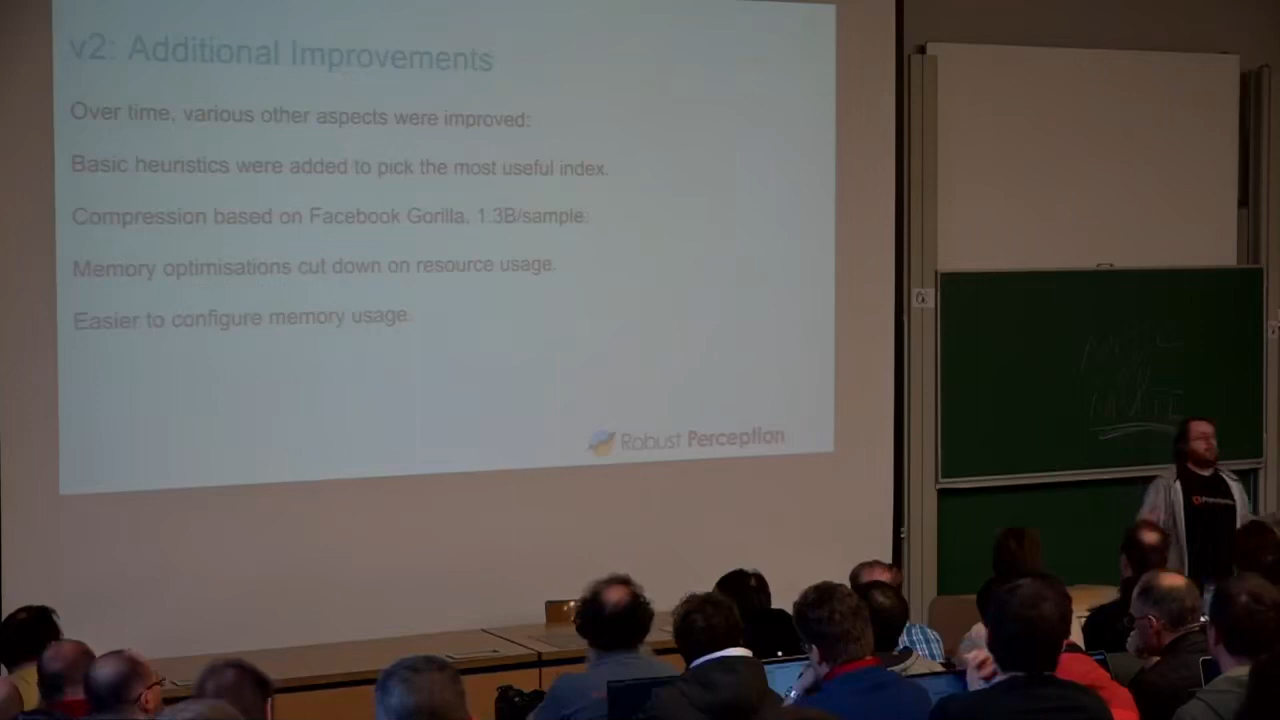 v2: Additional Improvements
Over time, various other aspects were improved:
Basic heuristics were added to pick the most useful index.
Compression based on Facebook Gorilla. 1.3B/sample.
Memory optimisations cut down on resource usage.
Easier to configure memory usage.
Robust Perception